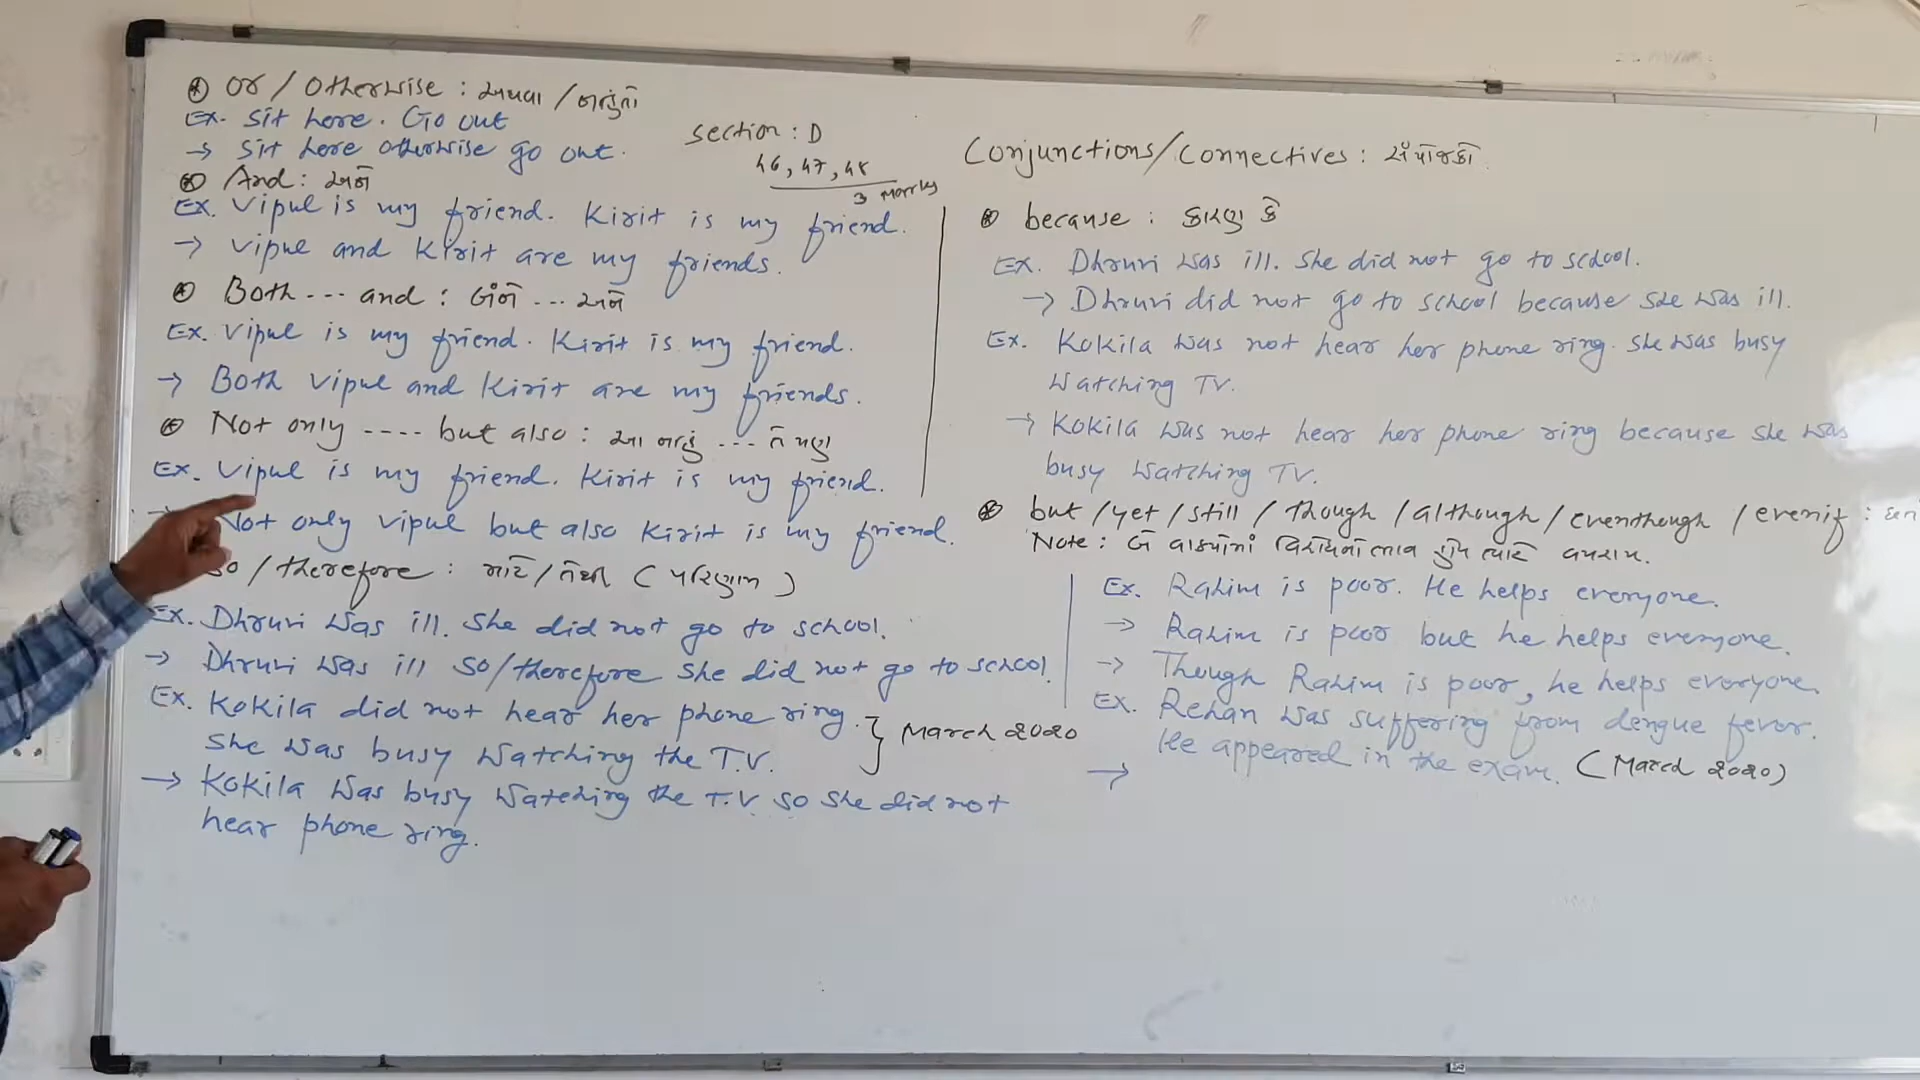 or / otherwise : અથવા / નહીંતો
Ex. Sit here. Go out
→ Sit here otherwise go out.
And : અને
Ex. Vipul is my friend. Kirit is my friend.
→ Vipul and Kirit are my friends.
Both --- and : બંને --- અને
Ex. Vipul is my friend. Kirit is my friend.
→ Both Vipul and Kirit are my friends.
Not only ---- but also : આ નહીં --- તે પણ
Ex. Vipul is my friend. Kirit is my friend.
Not only Vipul but also Kirit is my friend.
so / therefore : માટે / તેથી ( પરિણામ )
Ex. Dhruvi was ill. She did not go to school.
→ Dhruvi was ill so/therefore she did not go to school.
Ex. Kokila did not hear her phone ring.
She was busy watching the T.V. } March 2020
→ Kokila was busy watching the T.V so she did not
hear phone ring.
Section : D
46, 47, 48
3 Marks
Conjunctions/Connectives : સંયોજકો
because : કારણ કે
Ex. Dhruvi was ill. She did not go to school.
→ Dhruvi did not go to school because she was ill.
Ex. Kokila was not hear her phone ring. She was busy
watching TV.
→ Kokila was not hear her phone ring because she was
busy watching TV.
but /yet / still / though / although / eventhough / evenif :
Note : બે વાક્યોમાં વિરોધનો ભાવ હોય ત્યારે વપરાય.
Ex. Rahim is poor. He helps everyone.
→ Rahim is poor but he helps everyone.
→ Though Rahim is poor, he helps everyone.
Ex. Rehan was suffering from dengue fever.
He appeared in the exam. (March 2020)
→